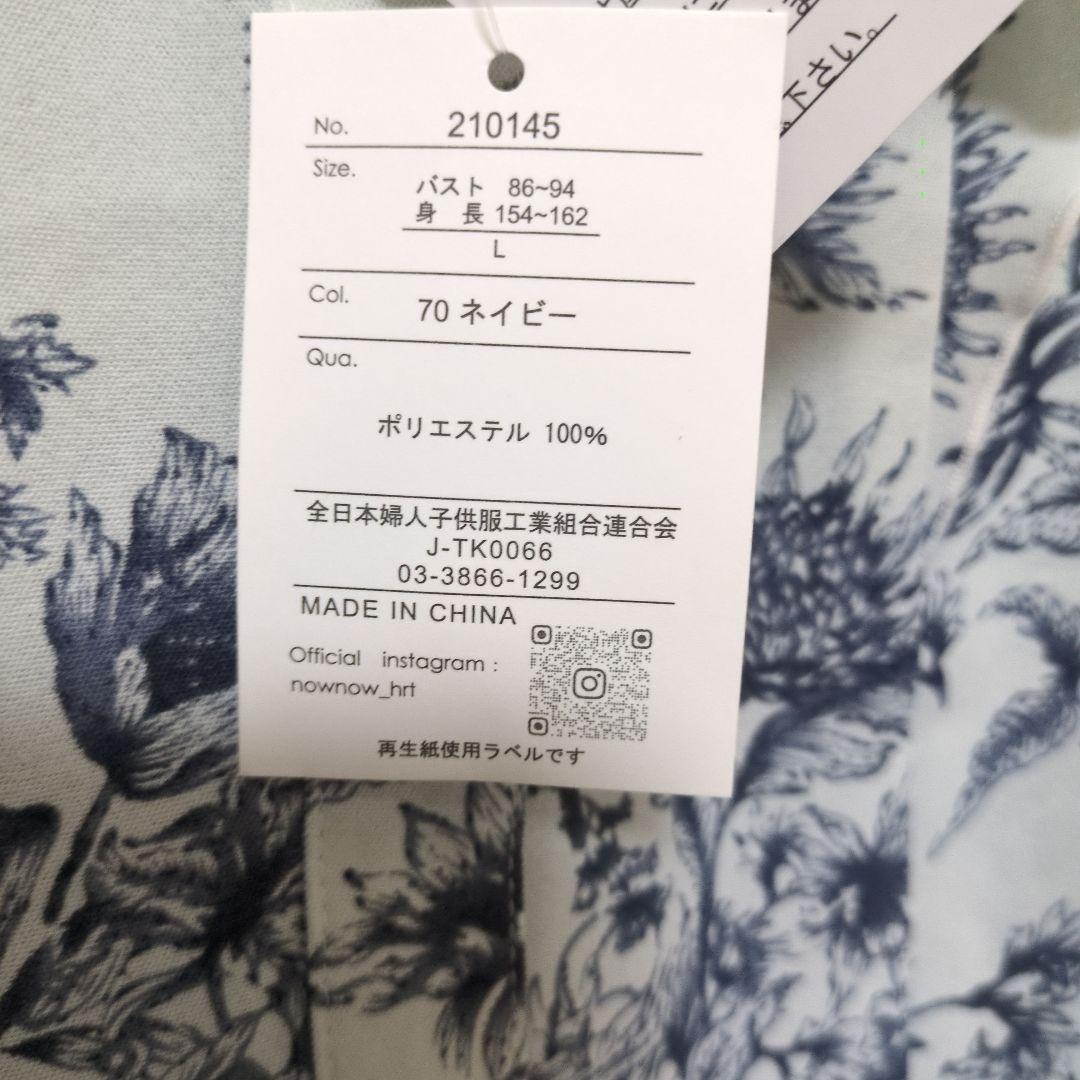 No. 210145
Size.
バスト 86~94
身 長 154~162
L
Col. 70 ネイビー
Qua.
ポリエステル 100%
全日本婦人子供服工業組合連合会
J-TK0066
03-3866-1299
MADE IN CHINA
Official instagram :
nownow_hrt
再生紙使用ラベルです
下さい。